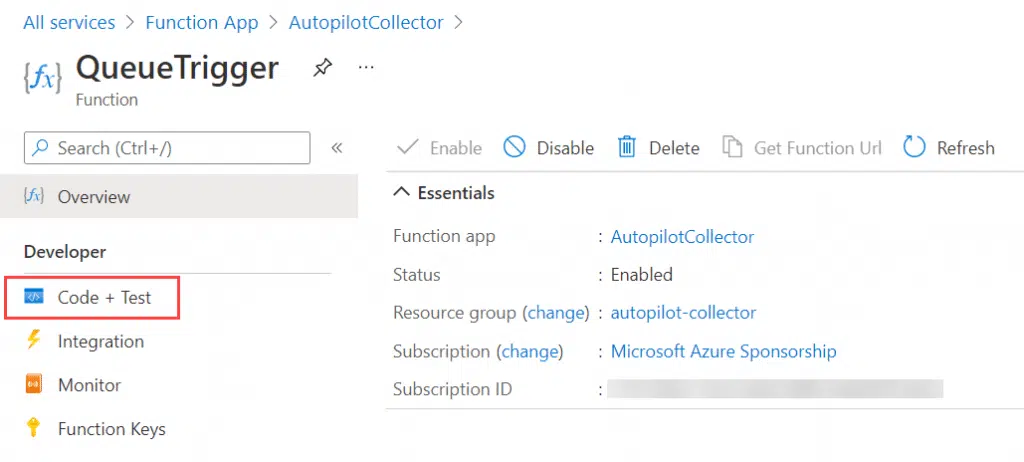 All services > Function App > AutopilotCollector >
{fx} QueueTrigger ...
Function
Search (Ctrl+/) «
Enable Disable Delete Get Function Url Refresh
{fx} Overview
Essentials
Developer
Function app : AutopilotCollector
Status : Enabled
Code + Test
Resource group (change) : autopilot-collector
Integration
Subscription (change) : Microsoft Azure Sponsorship
Monitor
Subscription ID :
Function Keys